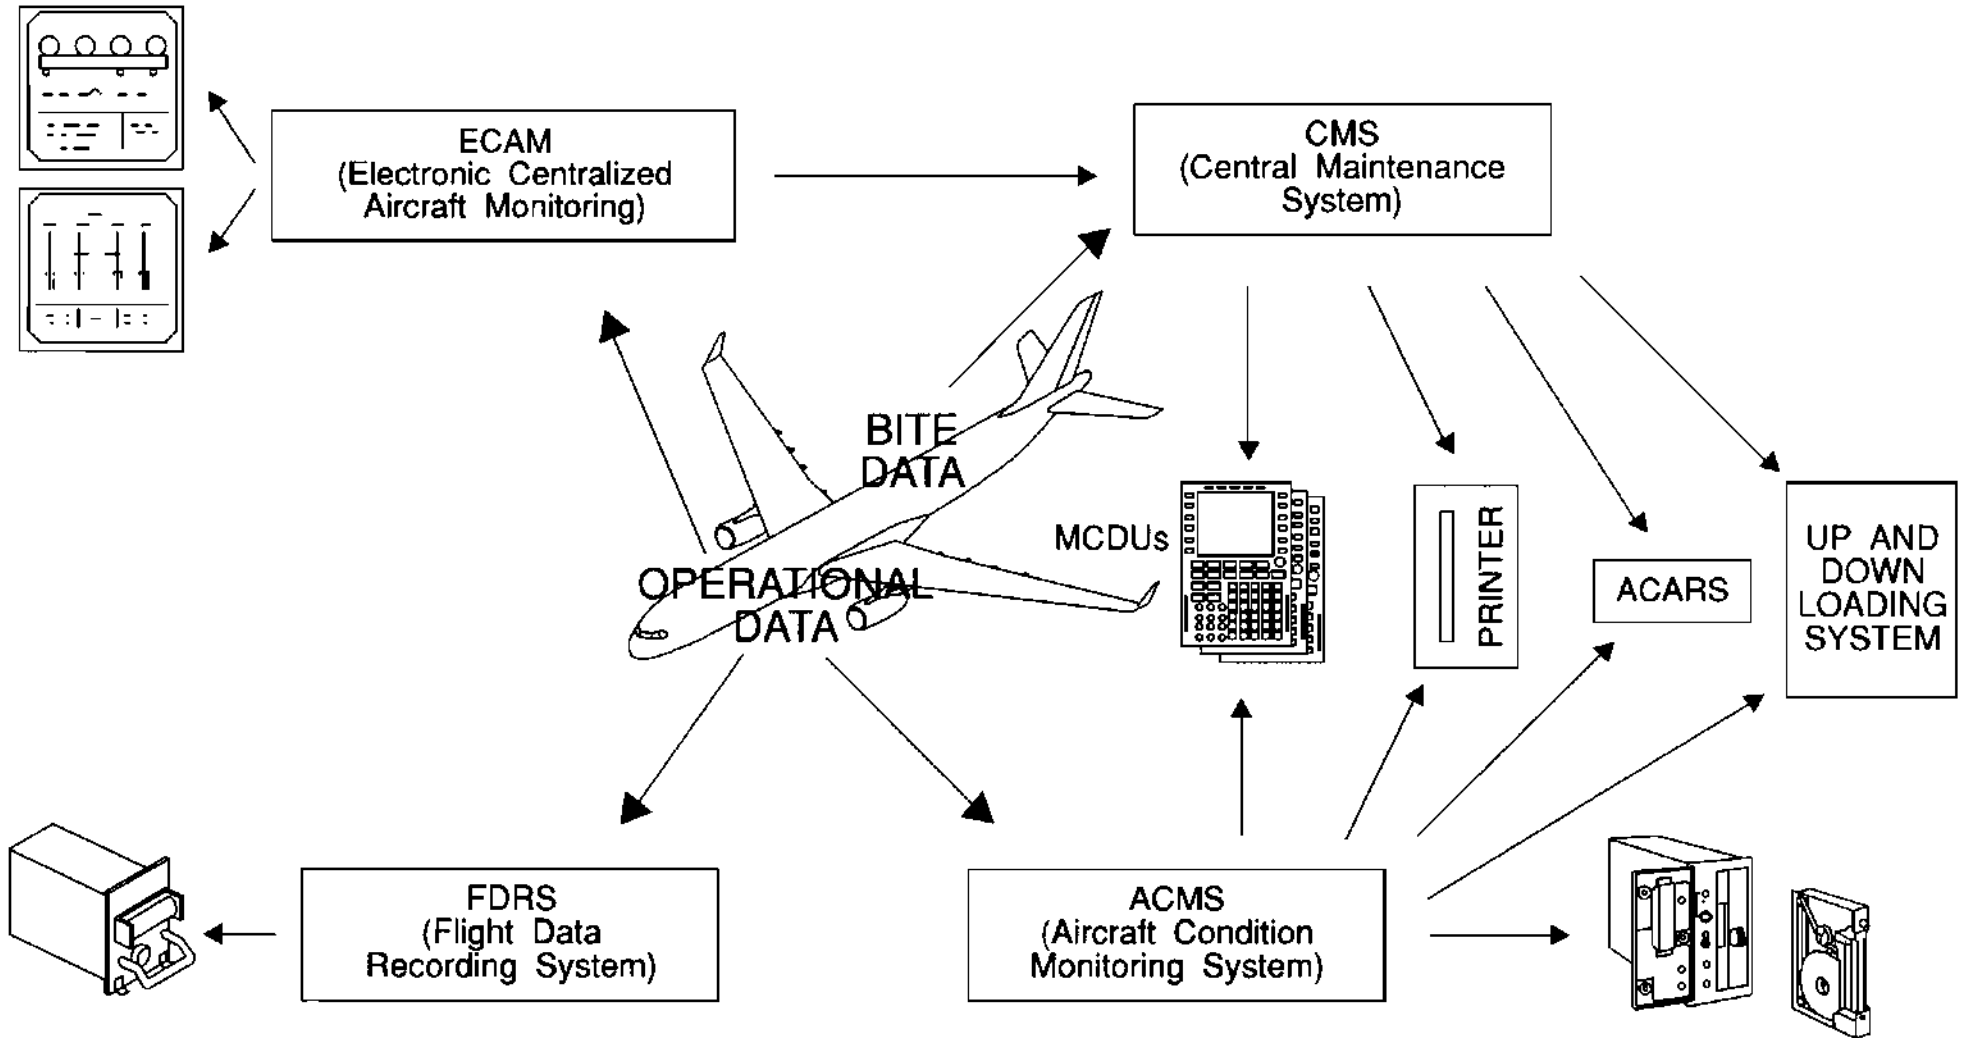 ECAM
(Electronic Centralized
Aircraft Monitoring)
CMS
(Central Maintenance
System)
BITE
DATA
OPERATIONAL
DATA
MCDUs
PRINTER
ACARS
UP AND
DOWN
LOADING
SYSTEM
FDRS
(Flight Data
Recording System)
ACMS
(Aircraft Condition
Monitoring System)